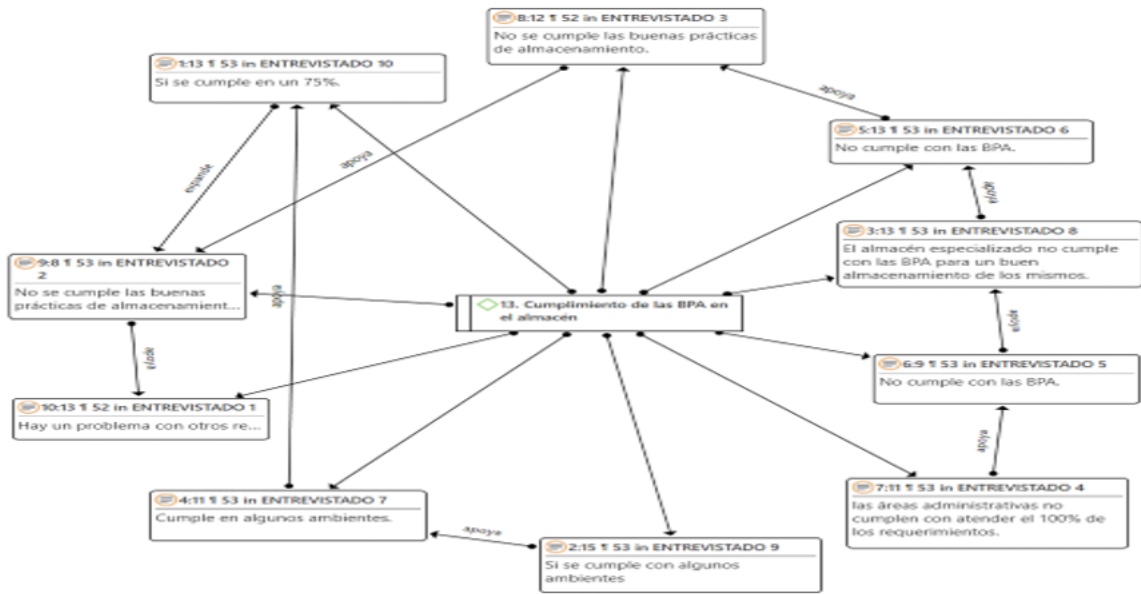 8:12 ¶ 52 in ENTREVISTADO 3
No se cumple las buenas prácticas
de almacenamiento.
1:13 ¶ 53 in ENTREVISTADO 10
Si se cumple en un 75%.
apoya
5:13 ¶ 53 in ENTREVISTADO 6
No cumple con las BPA.
apoya
expande
apoya
3:13 ¶ 53 in ENTREVISTADO 8
El almacén especializado no cumple
con las BPA para un buen
almacenamiento de los mismos.
9:8 ¶ 53 in ENTREVISTADO
2
No se cumple las buenas
prácticas de almacenamient...
apoya
13. Cumplimiento de las BPA en
el almacén
apoya
apoya
6:9 ¶ 53 in ENTREVISTADO 5
No cumple con las BPA.
10:13 ¶ 52 in ENTREVISTADO 1
Hay un problema con otros re...
apoya
7:11 ¶ 53 in ENTREVISTADO 4
las áreas administrativas no
cumplen con atender el 100% de
los requerimientos.
4:11 ¶ 53 in ENTREVISTADO 7
Cumple en algunos ambientes.
apoya
2:15 ¶ 53 in ENTREVISTADO 9
Si se cumple con algunos
ambientes